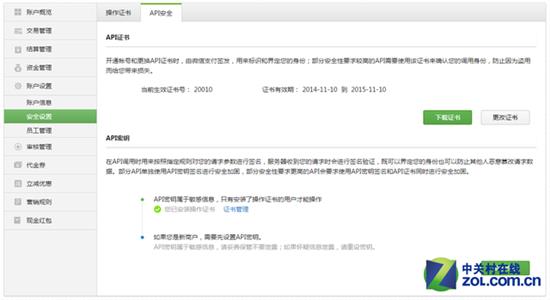 账户概览
交易管理
结算管理
资金管理
账户设置
账户信息
安全设置
员工管理
审核管理
代金券
立减优惠
营销规则
现金红包
操作证书 API安全
API证书
开通帐号和更换API证书时，由微信支付签发，用来标识和界定您的身份；部分安全性要求较高的API需要使用该证书来确认您的调用身份，防止因为盗用
而给您带来损失。
当前生效证书号： 20010 证书有效期： 2014-11-10 到 2015-11-10
下载证书 更改证书
API密钥
在API调用时用来按照指定规则对您的请求参数进行签名，服务器收到您的请求时会进行签名验证，既可以界定您的身份也可以防止其他人恶意篡改请求数
据。部分API单独使用API密钥签名进行安全加固，部分安全性要求更高的API会要求使用API密钥签名和API证书同时进行安全加固。
API密钥属于敏感信息，只有安装了操作证书的用户才能操作
您已安装操作证书 证书管理
如果您是新商户，需要先设置API密钥。
API密钥属于敏感信息，请妥善保管不要泄露；如果怀疑信息泄露，请重设密钥。
中关村在线
zol.com.cn